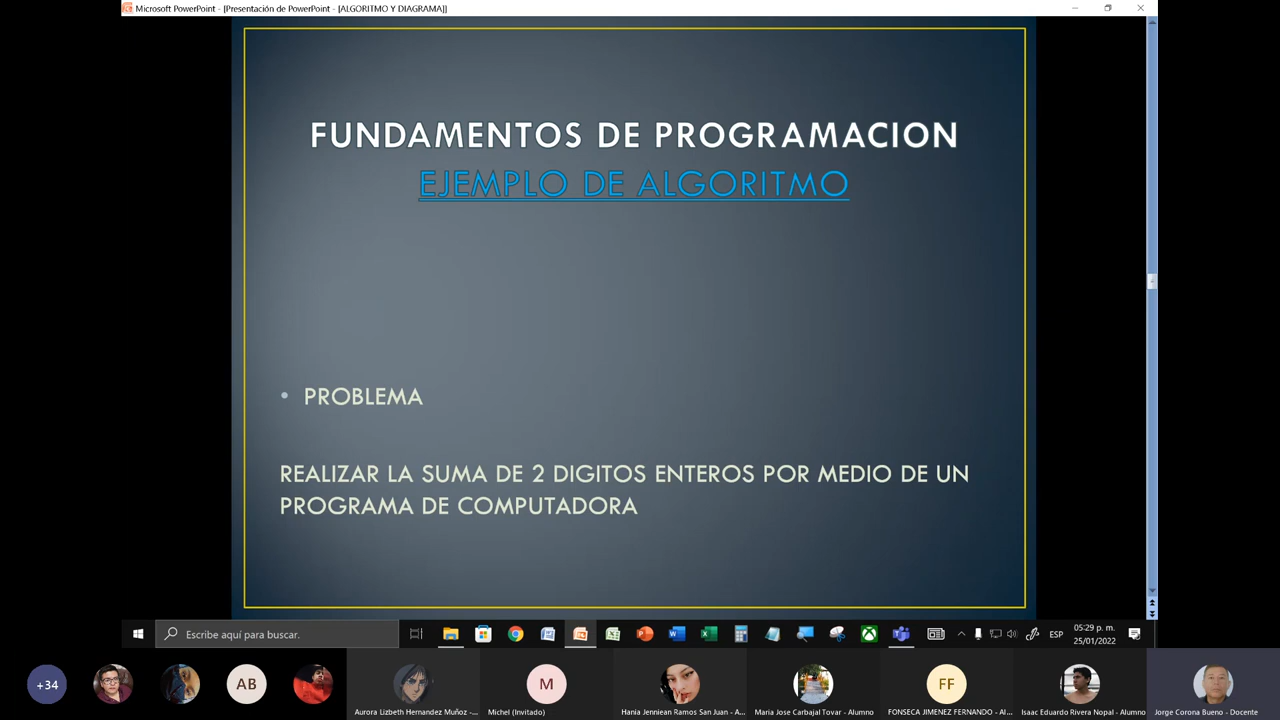 Microsoft PowerPoint - [Presentación de PowerPoint - [ALGORITMO Y DIAGRAMA]]
FUNDAMENTOS DE PROGRAMACION
EJEMPLO DE ALGORITMO
• PROBLEMA
REALIZAR LA SUMA DE 2 DIGITOS ENTEROS POR MEDIO DE UN
PROGRAMA DE COMPUTADORA
Escribe aquí para buscar.
ESP
05:29 p. m.
25/01/2022
+34
AB
M
FF
Aurora Lizbeth Hernandez Muñoz -...
Michel (Invitado)
Hania Jenniean Ramos San Juan - A...
Maria Jose Carbajal Tovar - Alumno
FONSECA JIMENEZ FERNANDO - Al...
Isaac Eduardo Rivera Nopal - Alumno
Jorge Corona Bueno - Docente